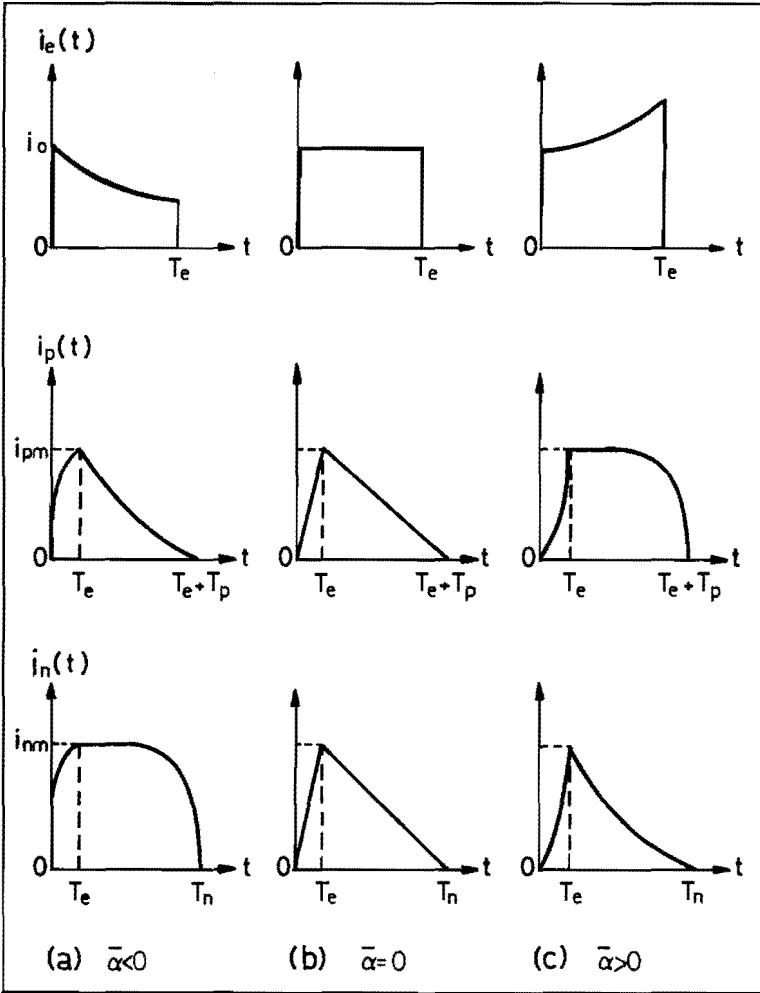 i_e(t)
i_o
0 T_e t
0 T_e t
0 T_e t
i_p(t)
i_pm
0 T_e T_e+T_p t
0 T_e T_e+T_p t
0 T_e T_e+T_p t
i_n(t)
i_nm
0 T_e T_n t
0 T_e T_n t
0 T_e T_n t
(a) ᾱ<0 (b) ᾱ=0 (c) ᾱ>0